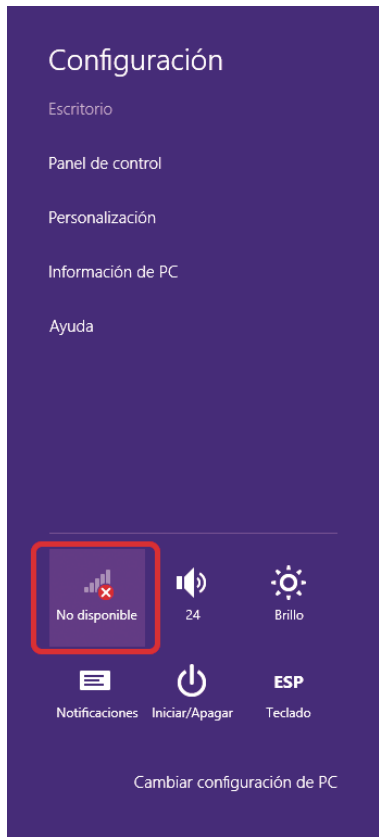 Configuración
Escritorio
Panel de control
Personalización
Información de PC
Ayuda
No disponible
24
Brillo
ESP
Notificaciones
Iniciar/Apagar
Teclado
Cambiar configuración de PC